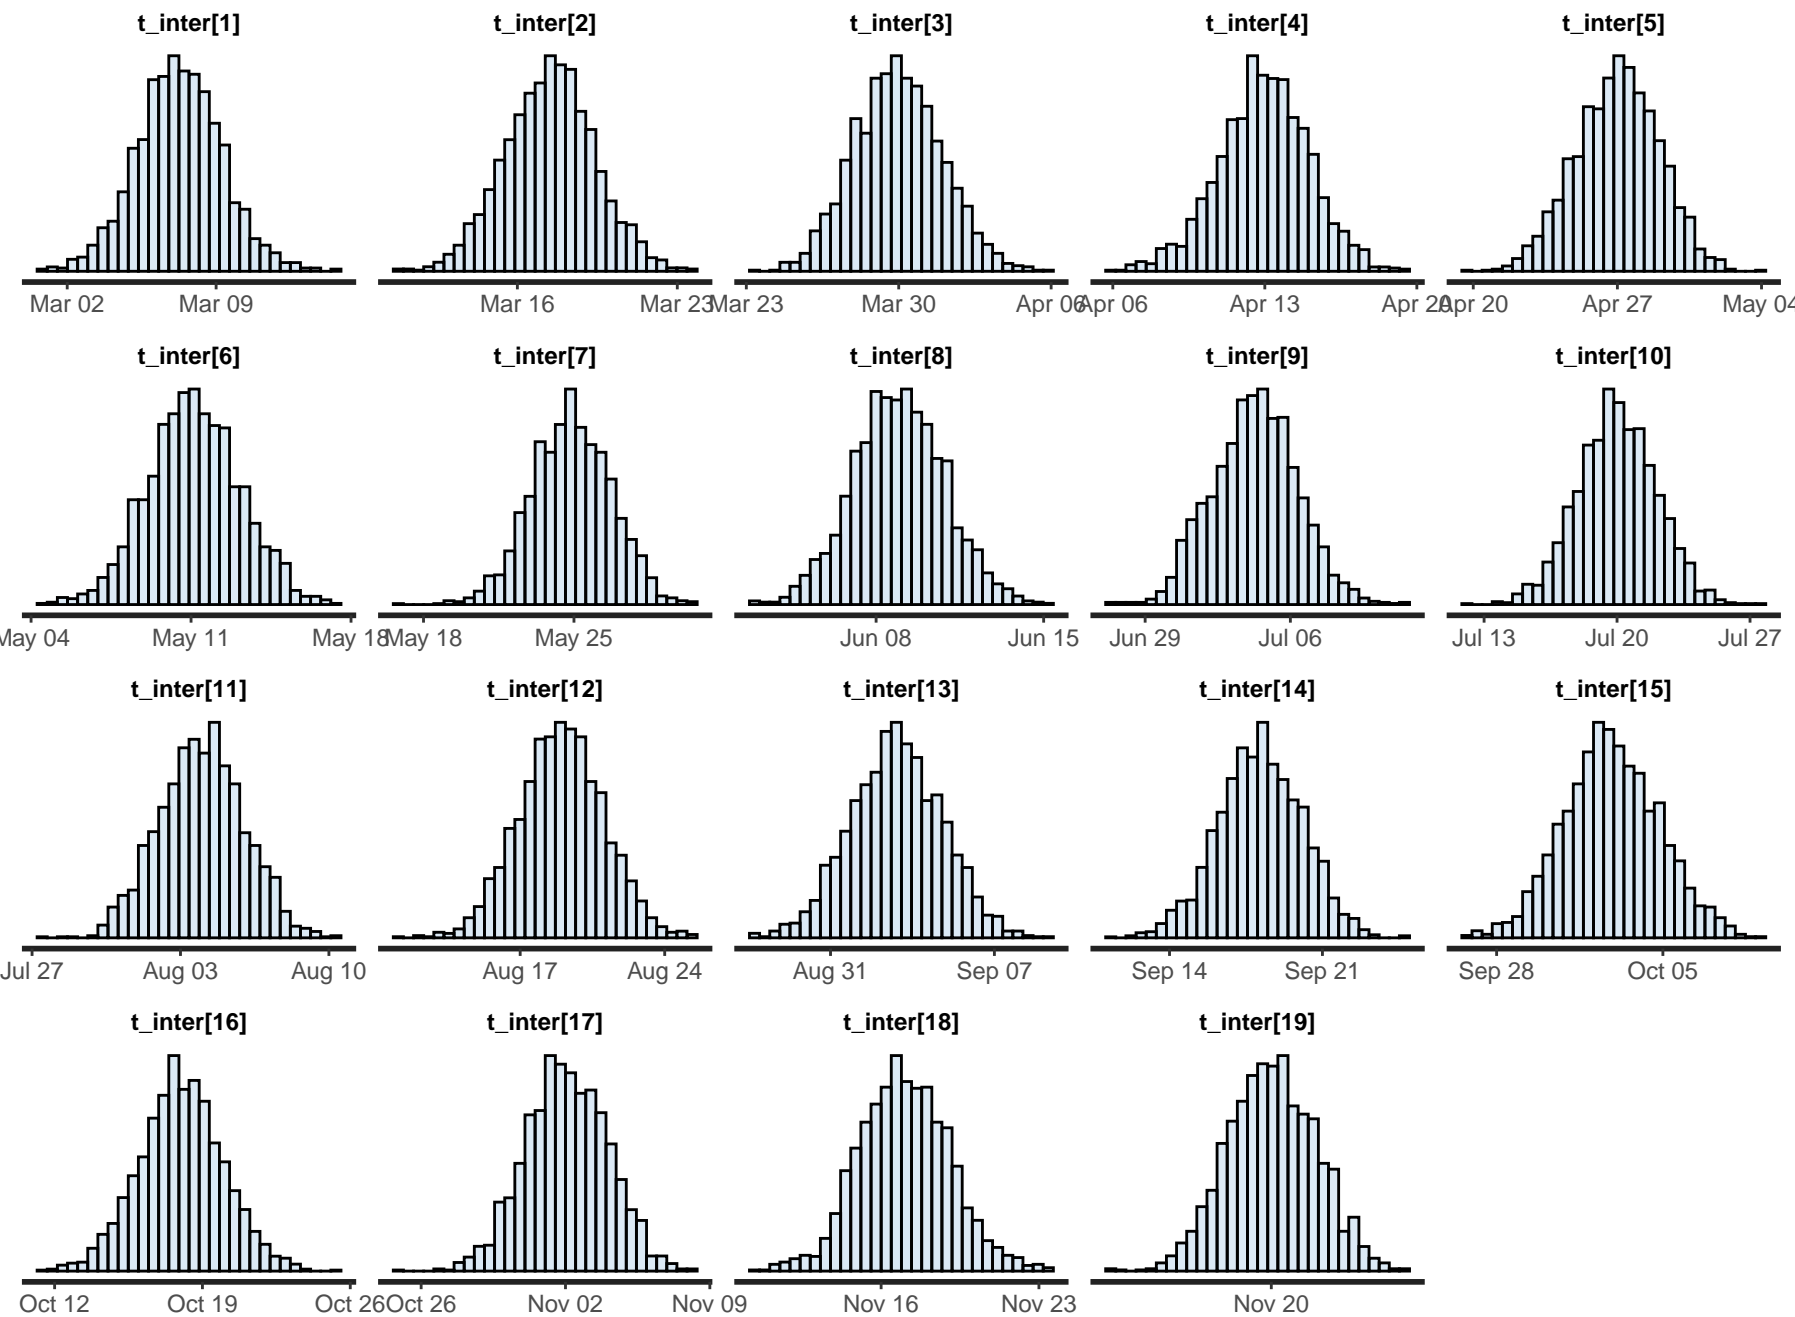 t_inter[1] t_inter[2] t_inter[3] t_inter[4] t_inter[5]
Mar 02 Mar 09 Mar 16 Mar 23 Mar 23 Mar 30 Apr 06 Apr 06 Apr 13 Apr 20 Apr 20 Apr 27 May 04
t_inter[6] t_inter[7] t_inter[8] t_inter[9] t_inter[10]
May 04 May 11 May 18 May 18 May 25 Jun 08 Jun 15 Jun 29 Jul 06 Jul 13 Jul 20 Jul 27
t_inter[11] t_inter[12] t_inter[13] t_inter[14] t_inter[15]
Jul 27 Aug 03 Aug 10 Aug 17 Aug 24 Aug 31 Sep 07 Sep 14 Sep 21 Sep 28 Oct 05
t_inter[16] t_inter[17] t_inter[18] t_inter[19]
Oct 12 Oct 19 Oct 26 Oct 26 Nov 02 Nov 09 Nov 16 Nov 23 Nov 20